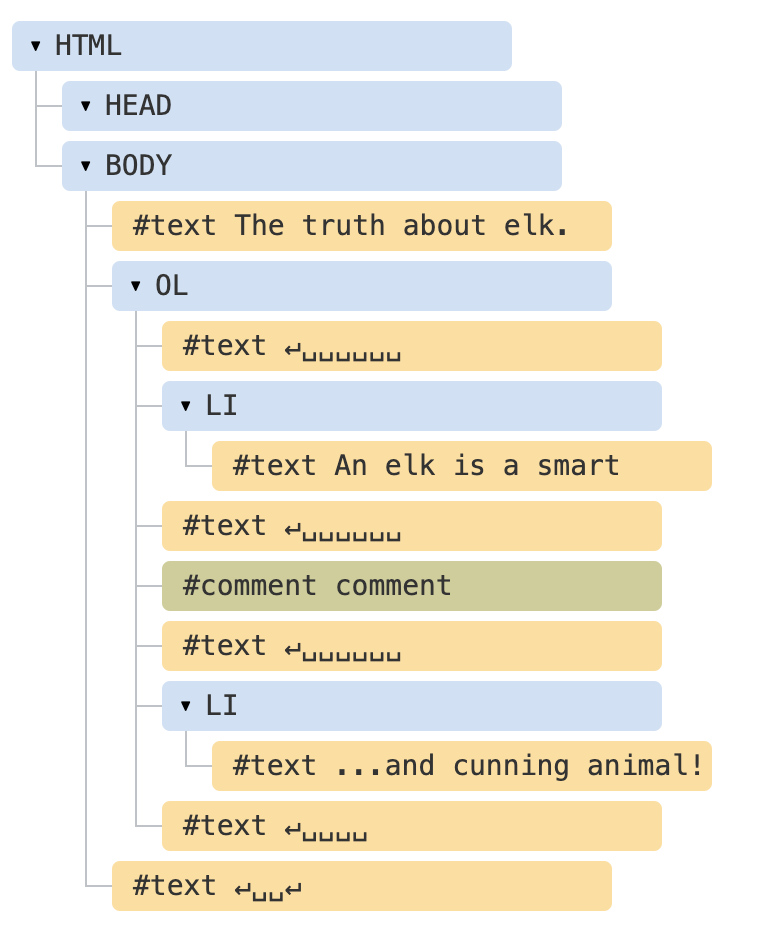 ▾ HTML
▾ HEAD
▾ BODY
#text The truth about elk.
▾ OL
#text ↵␣␣␣␣␣␣
▾ LI
#text An elk is a smart
#text ↵␣␣␣␣␣␣
#comment comment
#text ↵␣␣␣␣␣␣
▾ LI
#text ...and cunning animal!
#text ↵␣␣␣␣
#text ↵␣␣↵